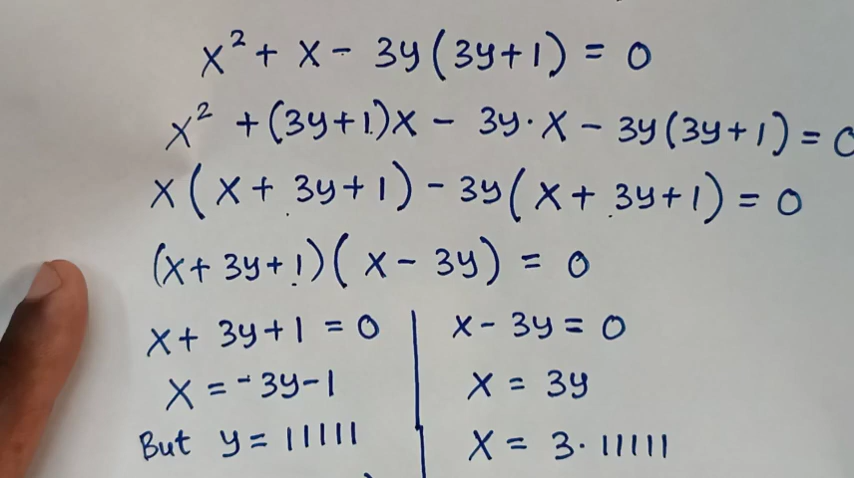 x² + x - 3y(3y+1) = 0
x² + (3y+1)x - 3y·x - 3y(3y+1) = 0
x(x + 3y+1) - 3y(x + 3y+1) = 0
(x + 3y+1)(x - 3y) = 0
x + 3y+1 = 0
x = -3y-1
But y = 11111
x - 3y = 0
x = 3y
x = 3·11111